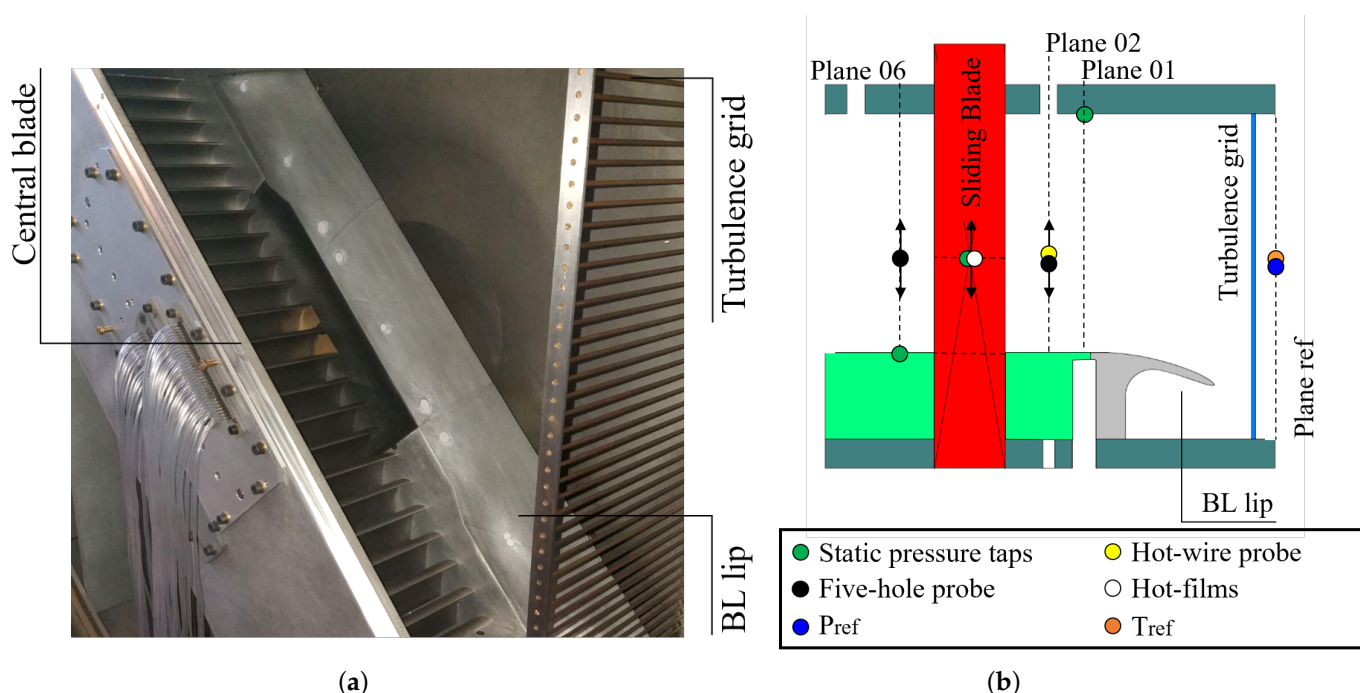 Central blade
Turbulence grid
BL lip
(a)
Plane 02
Plane 06
Plane 01
Sliding Blade
Turbulence grid
Plane ref
BL lip
Static pressure taps
Hot-wire probe
Five-hole probe
Hot-films
Pref
Tref
(b)